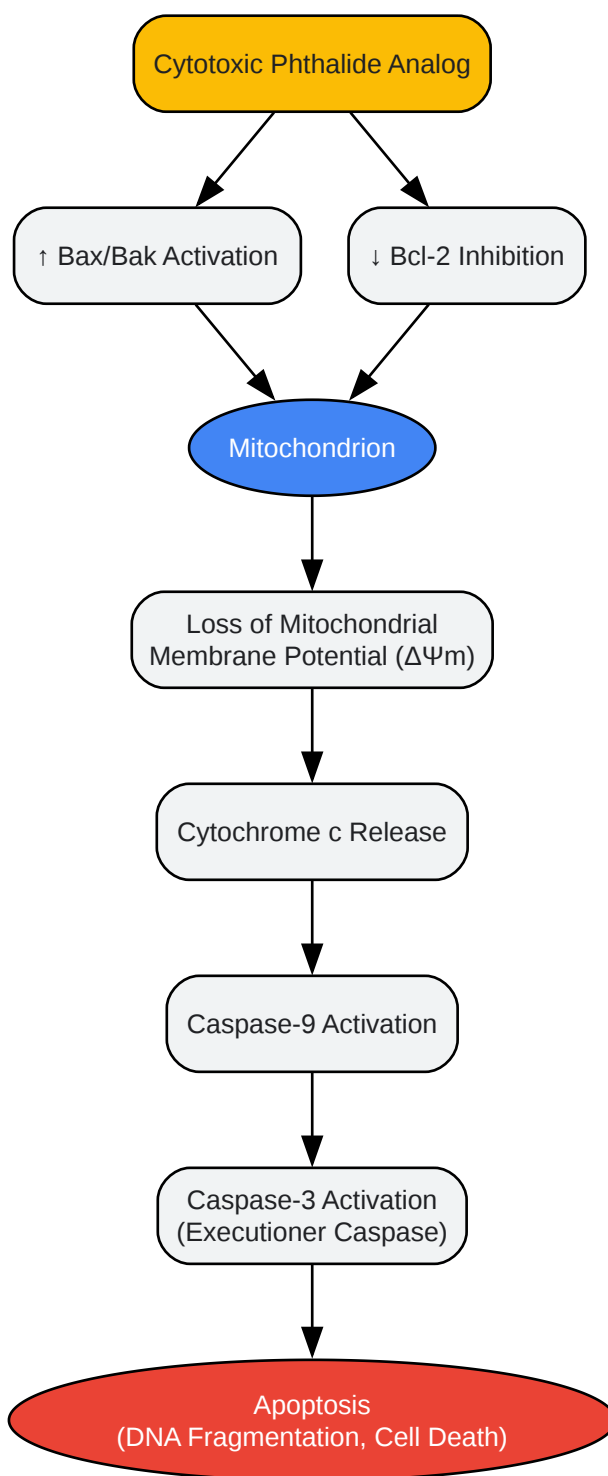 Cytotoxic Phthalide Analog
↑ Bax/Bak Activation
↓ Bcl-2 Inhibition
Mitochondrion
Loss of Mitochondrial
Membrane Potential (ΔΨm)
Cytochrome c Release
Caspase-9 Activation
Caspase-3 Activation
(Executioner Caspase)
Apoptosis
(DNA Fragmentation, Cell Death)